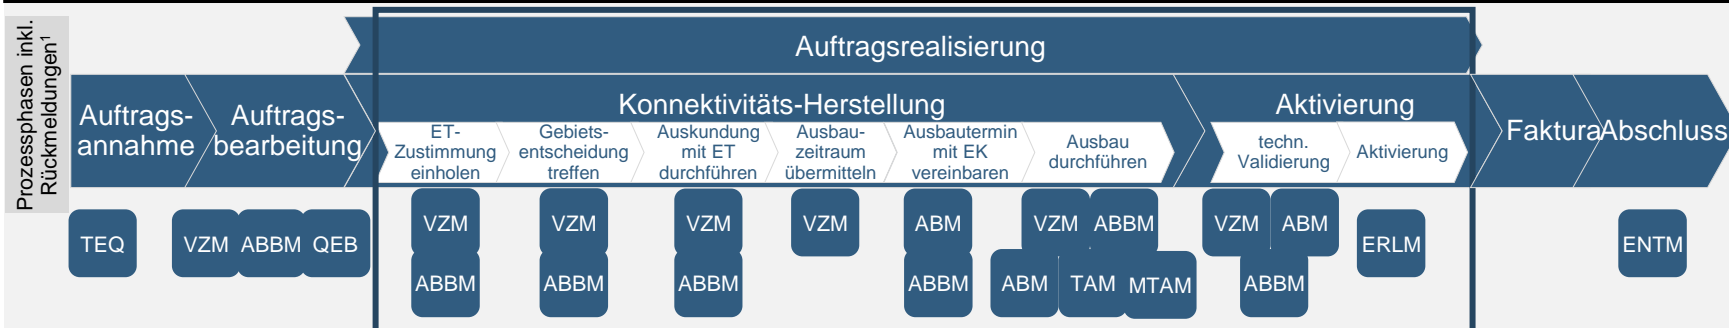 Prozessphasen inkl.
Rückmeldungen1
Auftragsrealisierung
Auftrags-
annahme
Auftrags-
bearbeitung
Konnektivitäts-Herstellung
Aktivierung
Faktura
Abschluss
ET-
Zustimmung
einholen
Gebiets-
entscheidung
treffen
Auskundung
mit ET
durchführen
Ausbau-
zeitraum
übermitteln
Ausbautermin
mit EK
vereinbaren
Ausbau
durchführen
techn.
Validierung
Aktivierung
TEQ
VZM
ABBM
QEB
VZM
ABBM
VZM
ABBM
VZM
ABBM
VZM
ABM
ABBM
VZM
ABBM
ABM
TAM
MTAM
VZM
ABM
ABBM
ERLM
ENTM